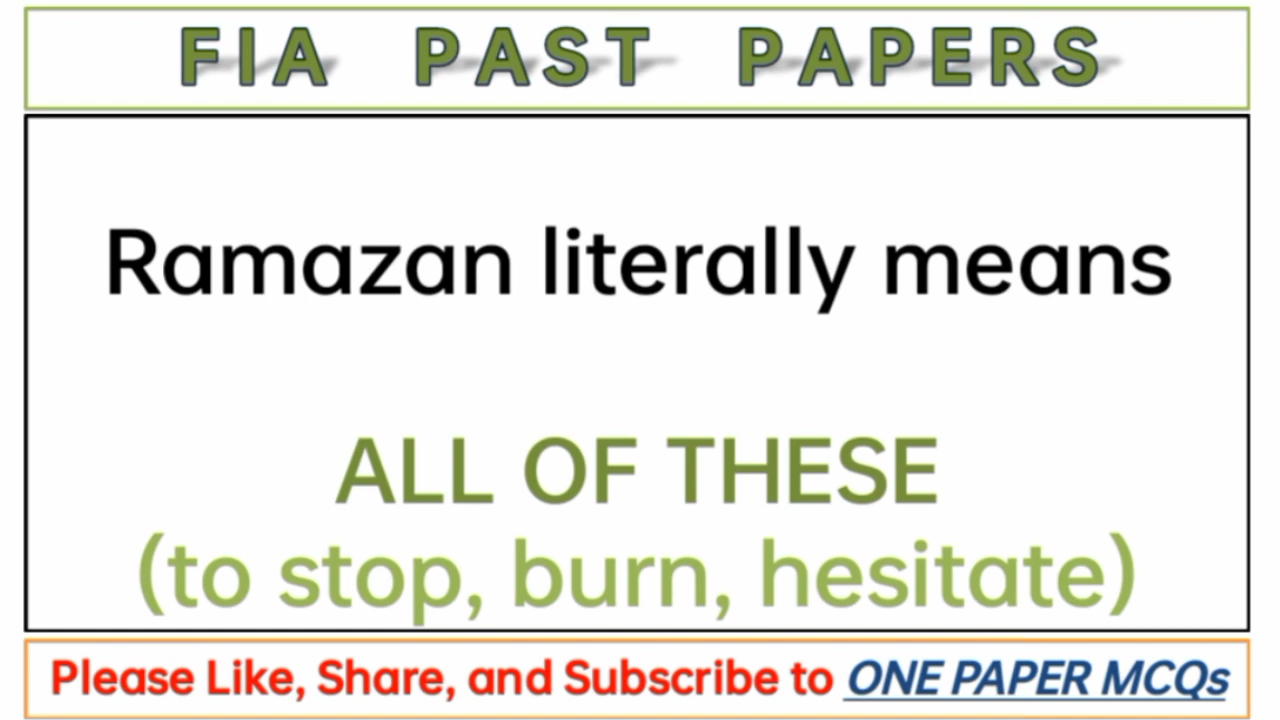 FIA PAST PAPERS
Ramazan literally means
ALL OF THESE
(to stop, burn, hesitate)
Please Like, Share, and Subscribe to ONE PAPER MCQs